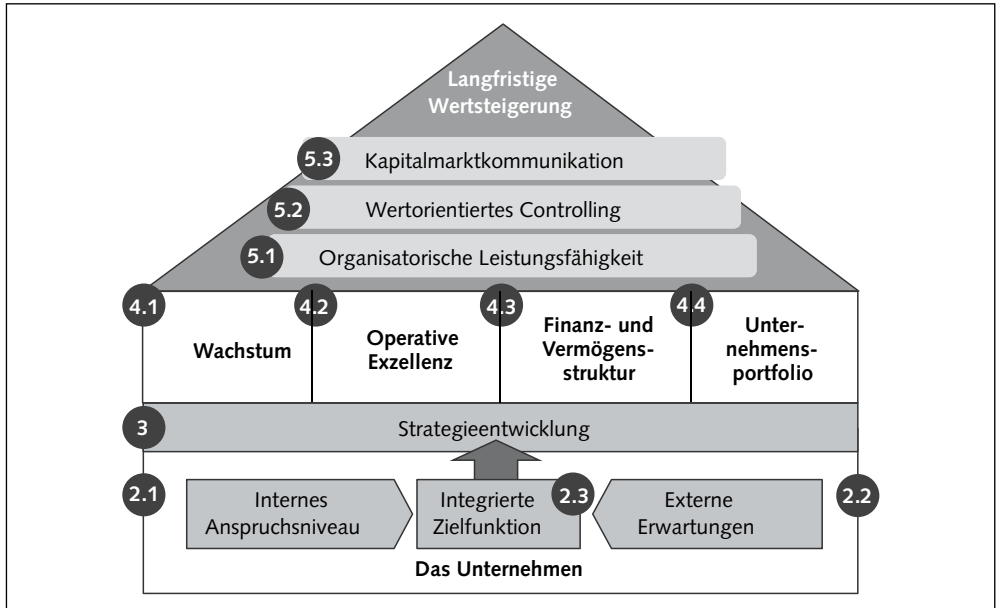 Langfristige
Wertsteigerung
5.3 Kapitalmarktkommunikation
5.2 Wertorientiertes Controlling
5.1 Organisatorische Leistungsfähigkeit
4.1 4.2 4.3 4.4
Wachstum
Operative
Exzellenz
Finanz- und
Vermögens-
struktur
Unter-
nehmens-
portfolio
3 Strategieentwicklung
2.1
Internes
Anspruchsniveau
Integrierte
Zielfunktion
2.3
Externe
Erwartungen
2.2
Das Unternehmen